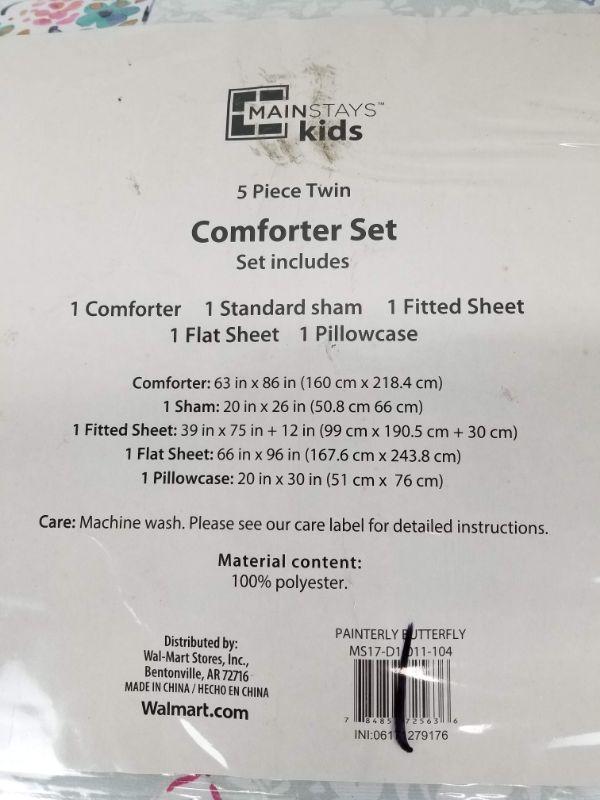 MAINSTAYS™
kids
5 Piece Twin
Comforter Set
Set includes
1 Comforter 1 Standard sham 1 Fitted Sheet
1 Flat Sheet 1 Pillowcase
Comforter: 63 in x 86 in (160 cm x 218.4 cm)
1 Sham: 20 in x 26 in (50.8 cm 66 cm)
1 Fitted Sheet: 39 in x 75 in + 12 in (99 cm x 190.5 cm + 30 cm)
1 Flat Sheet: 66 in x 96 in (167.6 cm x 243.8 cm)
1 Pillowcase: 20 in x 30 in (51 cm x 76 cm)
Care: Machine wash. Please see our care label for detailed instructions.
Material content:
100% polyester.
Distributed by:
Wal-Mart Stores, Inc.,
Bentonville, AR 72716
MADE IN CHINA / HECHO EN CHINA
Walmart.com
PAINTERLY BUTTERFLY